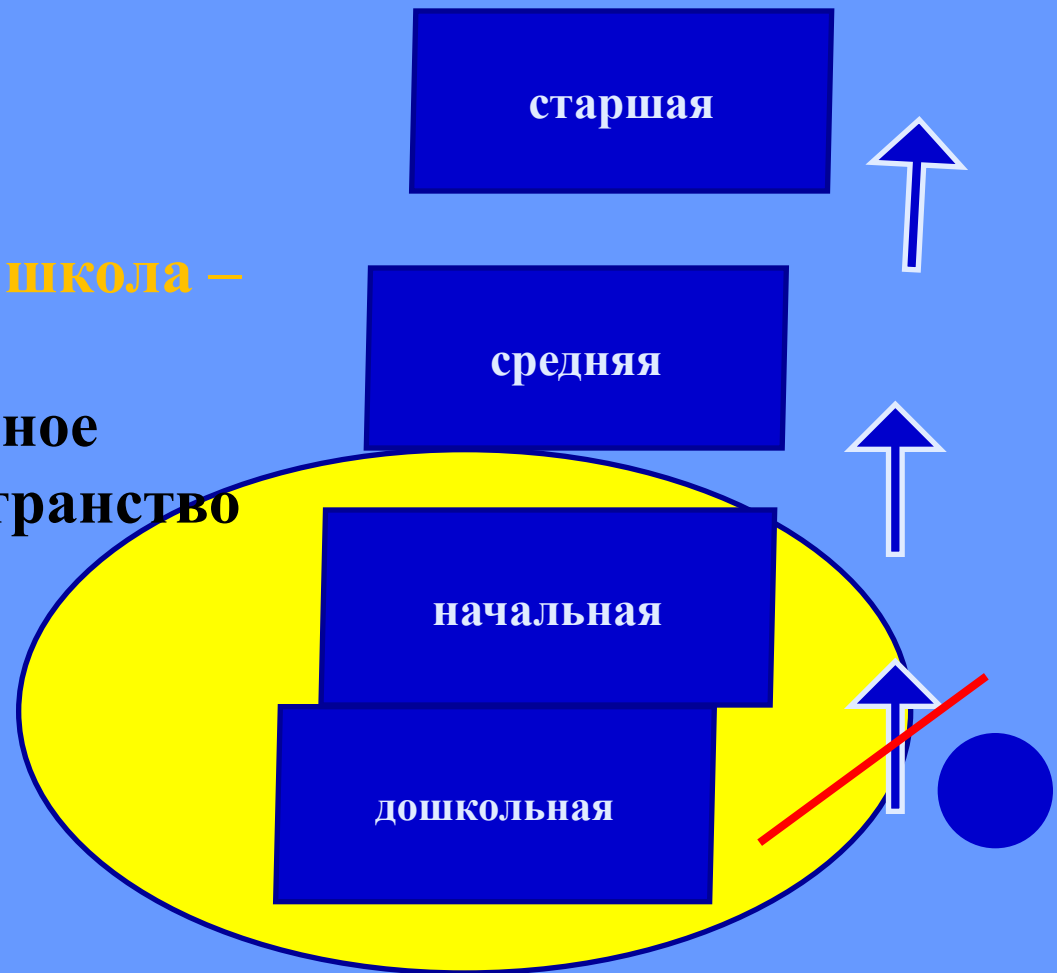 старшая
школа –
средняя
ное
транство
начальная
дошкольная